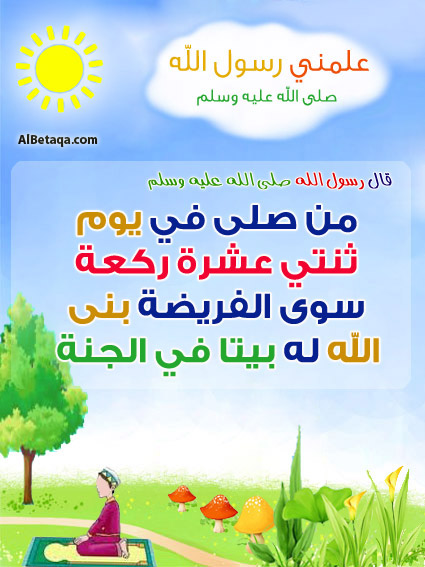 علمني رسول الله
صلى الله عليه وسلم
AlBetaqa.com
قال رسول الله صلى الله عليه وسلم
من صلى في يوم
ثنتي عشرة ركعة
سوى الفريضة بنى
الله له بيتا في الجنة